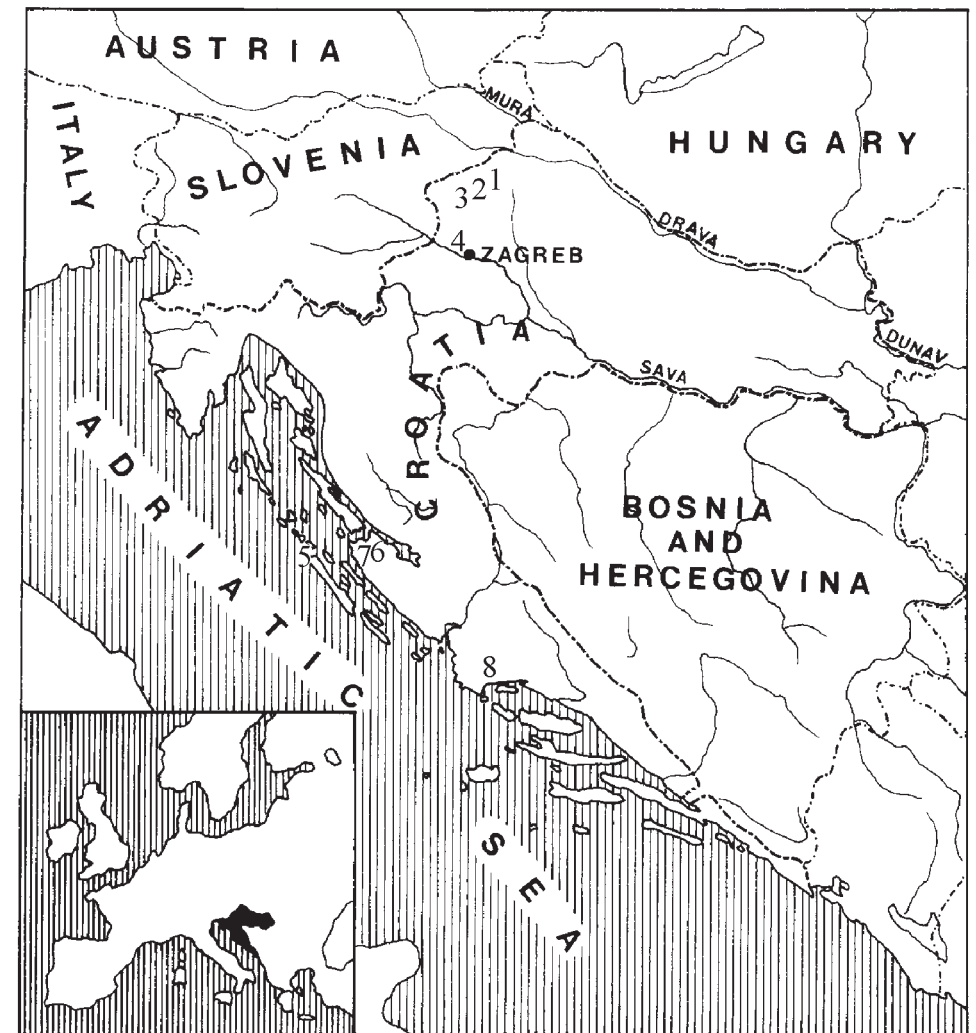 AUSTRIA
ITALY
MURA
SLOVENIA
HUNGARY
3 2 1
DRAVA
4
ZAGREB
CROATIA
DUNAV
SAVA
ADRIATIC
BOSNIA
AND
HERCEGOVINA
5
7 6
8
SEA